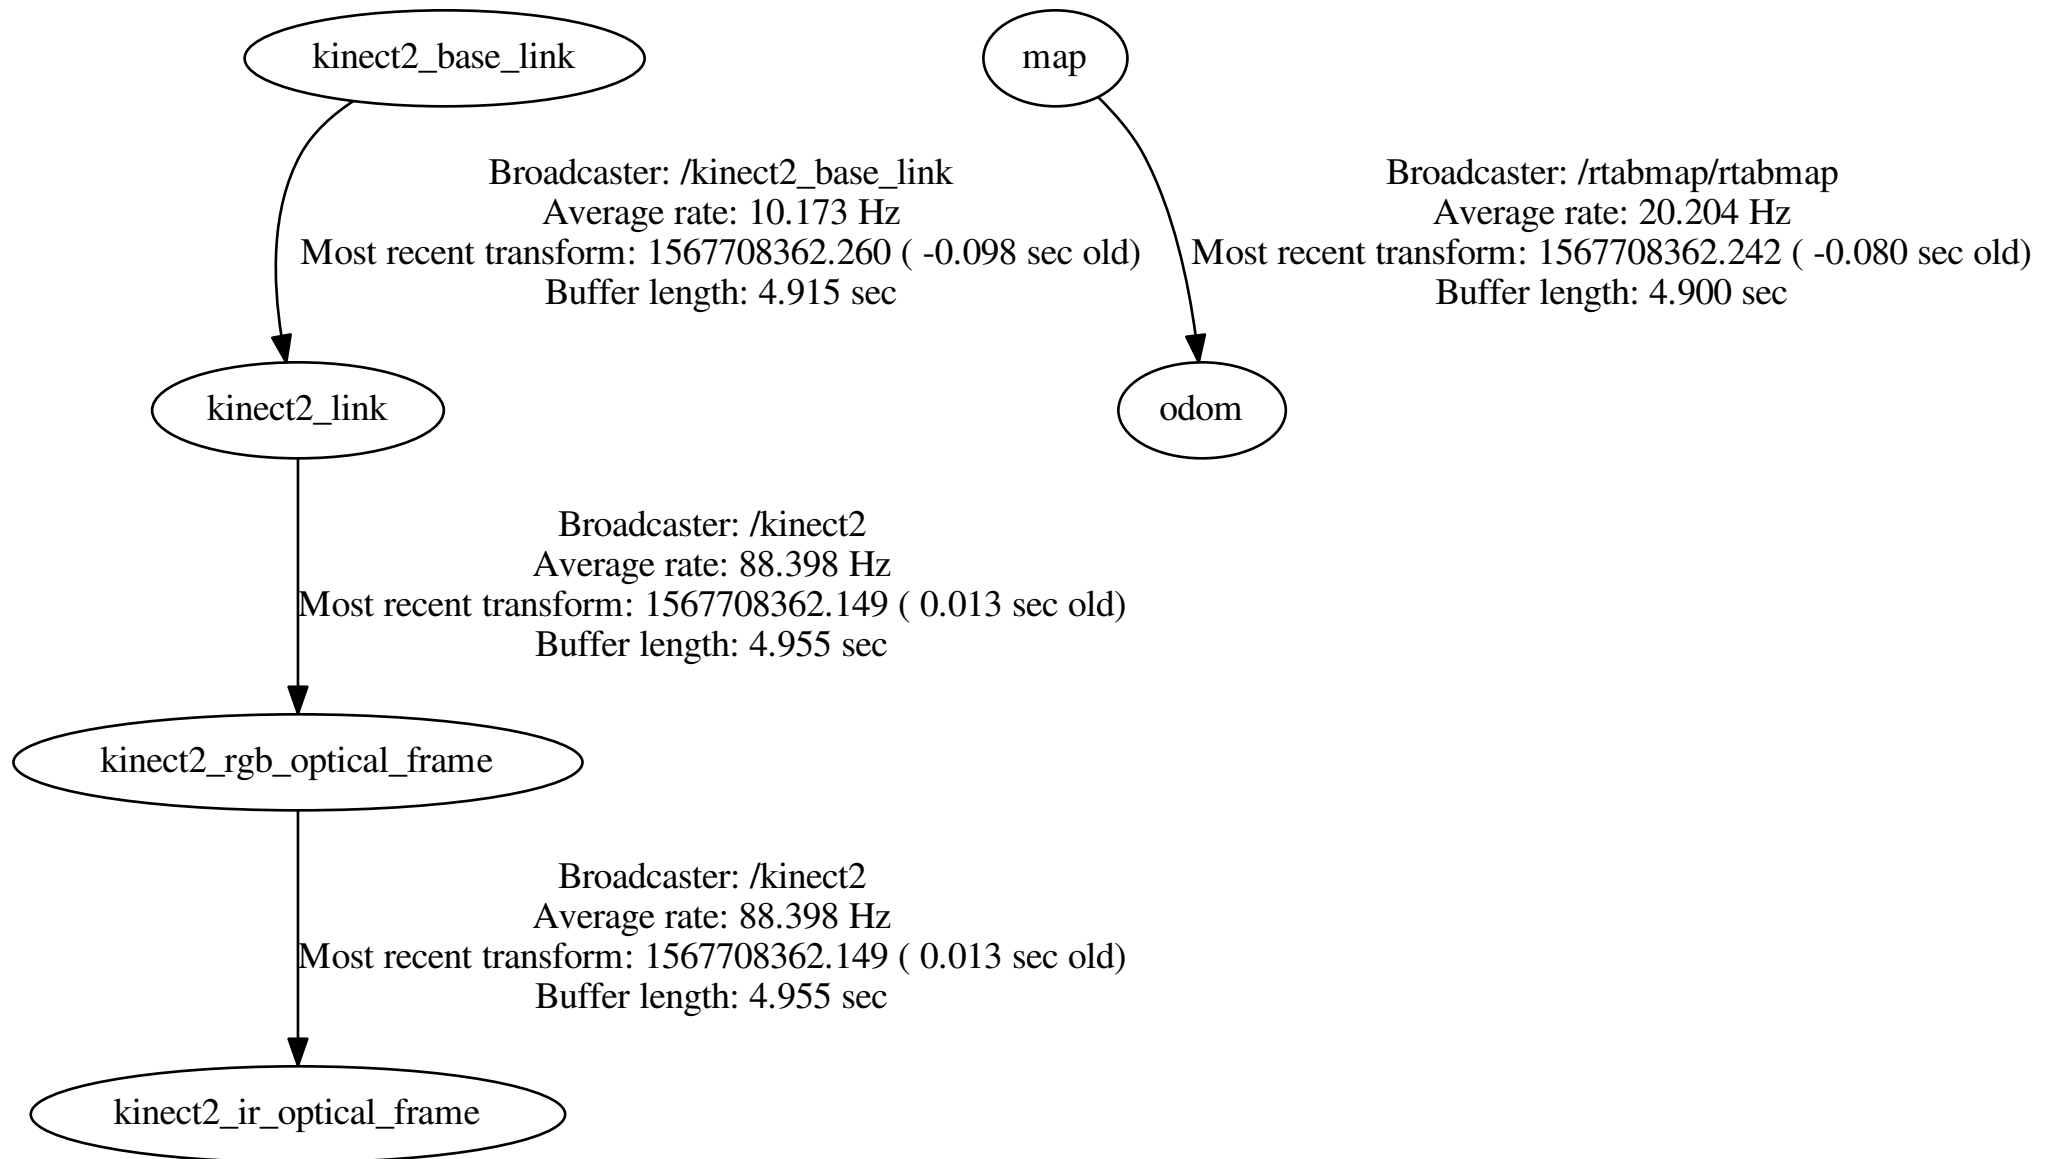 kinect2_base_link
map
Broadcaster: /kinect2_base_link
Average rate: 10.173 Hz
Most recent transform: 1567708362.260 ( -0.098 sec old)
Buffer length: 4.915 sec
Broadcaster: /rtabmap/rtabmap
Average rate: 20.204 Hz
Most recent transform: 1567708362.242 ( -0.080 sec old)
Buffer length: 4.900 sec
kinect2_link
odom
Broadcaster: /kinect2
Average rate: 88.398 Hz
Most recent transform: 1567708362.149 ( 0.013 sec old)
Buffer length: 4.955 sec
kinect2_rgb_optical_frame
Broadcaster: /kinect2
Average rate: 88.398 Hz
Most recent transform: 1567708362.149 ( 0.013 sec old)
Buffer length: 4.955 sec
kinect2_ir_optical_frame